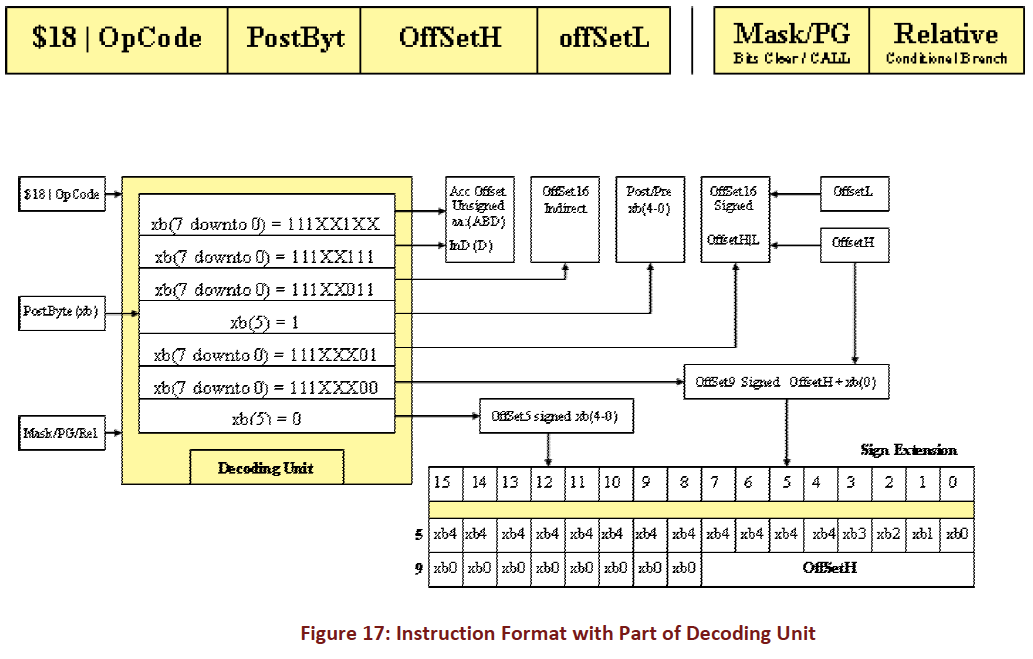 $18 | OpCode PostByt OffSetH offSetL Mask/PG Relative
Bits Clear / CALL Conditional Branch
$18 | OpCode
PostByte (xb)
Mask/PG/Rel
xb(7 downto 0) = 111XX1XX
xb(7 downto 0) = 111XX111
xb(7 downto 0) = 111XX011
xb(5) = 1
xb(7 downto 0) = 111XXX01
xb(7 downto 0) = 111XXX00
xb(5) = 0
Decoding Unit
Acc Offset
Unsigned
aa:(ABD)
InD (D)
OffSet16
Indirect
Post/Pre
xb(4-0)
OffSet16
Signed
OffsetH|L
OffsetL
OffsetH
OffSet9 Signed OffsetH + xb(0)
OffSet5 signed xb(4-0)
Sign Extension
15 14 13 12 11 10 9 8 7 6 5 4 3 2 1 0
5 xb4 xb4 xb4 xb4 xb4 xb4 xb4 xb4 xb4 xb4 xb4 xb4 xb3 xb2 xb1 xb0
9 xb0 xb0 xb0 xb0 xb0 xb0 xb0 xb0 OffSetH
Figure 17: Instruction Format with Part of Decoding Unit